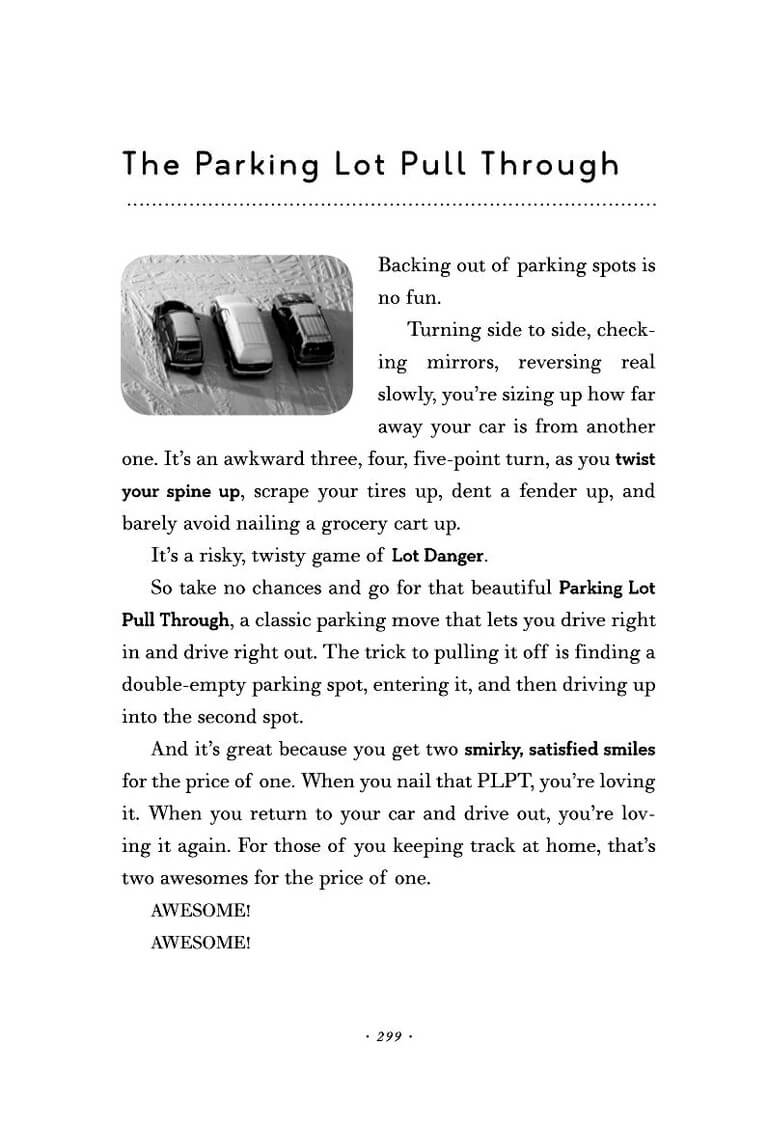 The Parking Lot Pull Through
Backing out of parking spots is
no fun.
Turning side to side, check-
ing mirrors, reversing real
slowly, you’re sizing up how far
away your car is from another
one. It’s an awkward three, four, five-point turn, as you twist
your spine up, scrape your tires up, dent a fender up, and
barely avoid nailing a grocery cart up.
It’s a risky, twisty game of Lot Danger.
So take no chances and go for that beautiful Parking Lot
Pull Through, a classic parking move that lets you drive right
in and drive right out. The trick to pulling it off is finding a
double-empty parking spot, entering it, and then driving up
into the second spot.
And it’s great because you get two smirky, satisfied smiles
for the price of one. When you nail that PLPT, you’re loving
it. When you return to your car and drive out, you’re lov-
ing it again. For those of you keeping track at home, that’s
two awesomes for the price of one.
AWESOME!
AWESOME!
· 299 ·